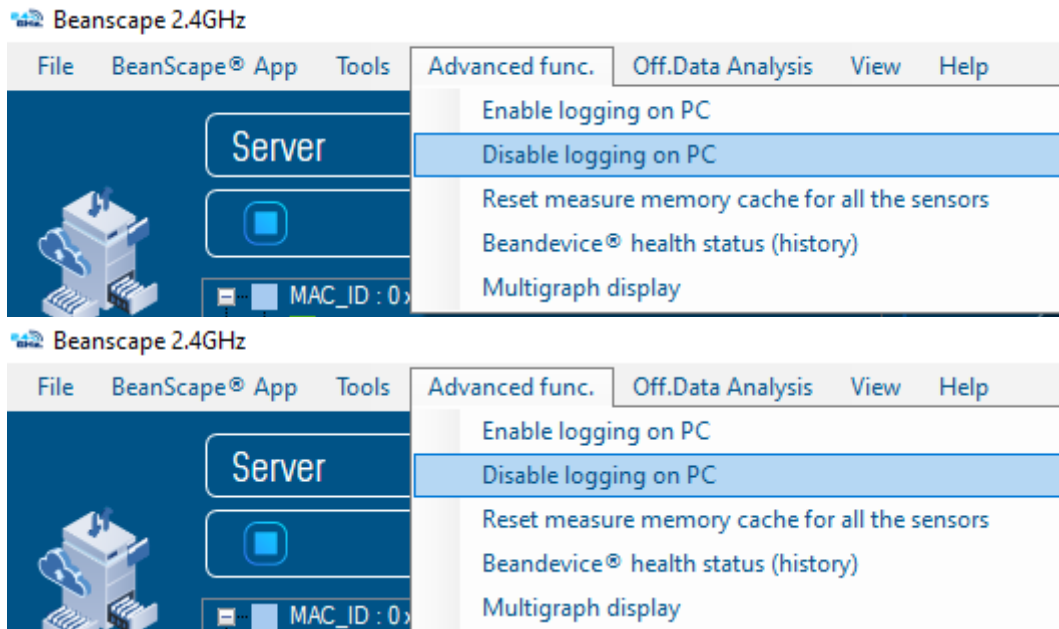 Beanscape 2.4GHz
File BeanScape® App Tools Advanced func. Off.Data Analysis View Help
Enable logging on PC
Server
Disable logging on PC
Reset measure memory cache for all the sensors
Beandevice® health status (history)
MAC_ID : 0x
Multigraph display
Beanscape 2.4GHz
File BeanScape® App Tools Advanced func. Off.Data Analysis View Help
Enable logging on PC
Server
Disable logging on PC
Reset measure memory cache for all the sensors
Beandevice® health status (history)
MAC_ID : 0x
Multigraph display